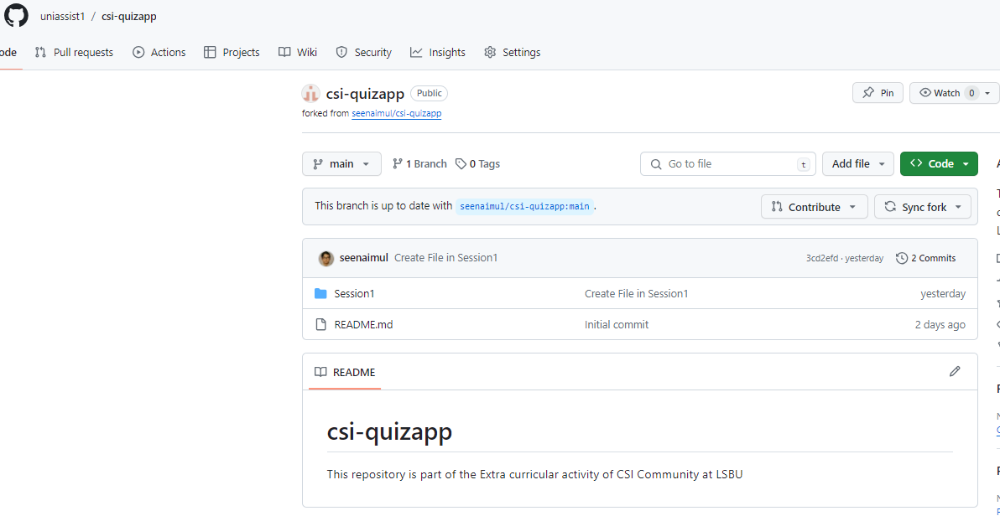 uniassist1 / csi-quizapp
ode Pull requests Actions Projects Wiki Security Insights Settings
csi-quizapp Public Pin Watch 0
forked from seenaimul/csi-quizapp
main 1 Branch 0 Tags Go to file t Add file Code
This branch is up to date with seenaimul/csi-quizapp:main .
Contribute Sync fork
seenaimul Create File in Session1 3cd2efd · yesterday 2 Commits
Session1 Create File in Session1 yesterday
README.md Initial commit 2 days ago
README
csi-quizapp
This repository is part of the Extra curricular activity of CSI Community at LSBU